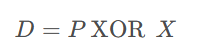 D = P XOR X